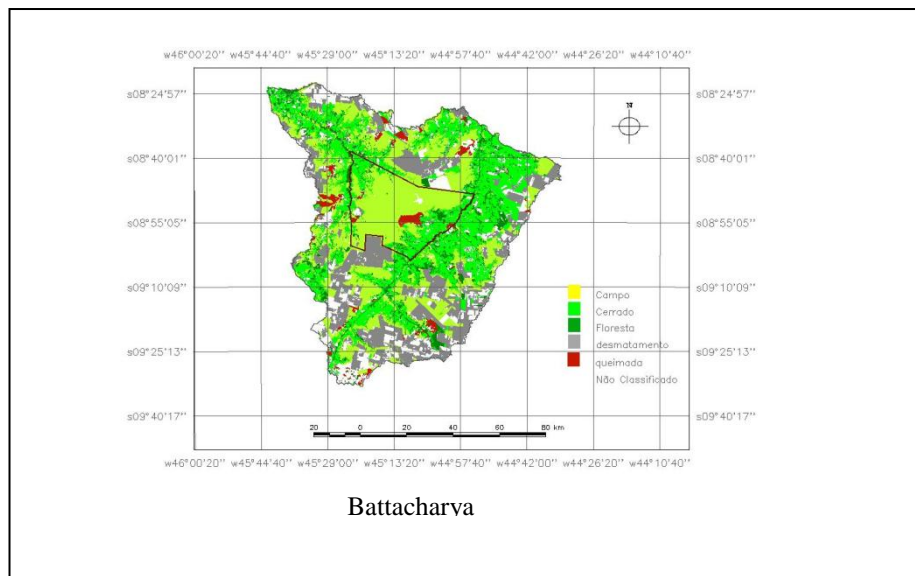 w46°00'20" w45°44'40" w45°29'00" w45°13'20" w44°57'40" w44°42'00" w44°26'20" w44°10'40"
s08°24'57" s08°24'57"
N
s08°40'01" s08°40'01"
s08°55'05" s08°55'05"
s09°10'09" s09°10'09"
Campo
Cerrado
Floresta
desmatamento
s09°25'13" s09°25'13"
queimada
Não Classificado
s09°40'17" s09°40'17"
20 0 20 40 60 80 km
w46°00'20" w45°44'40" w45°29'00" w45°13'20" w44°57'40" w44°42'00" w44°26'20" w44°10'40"
Battacharva